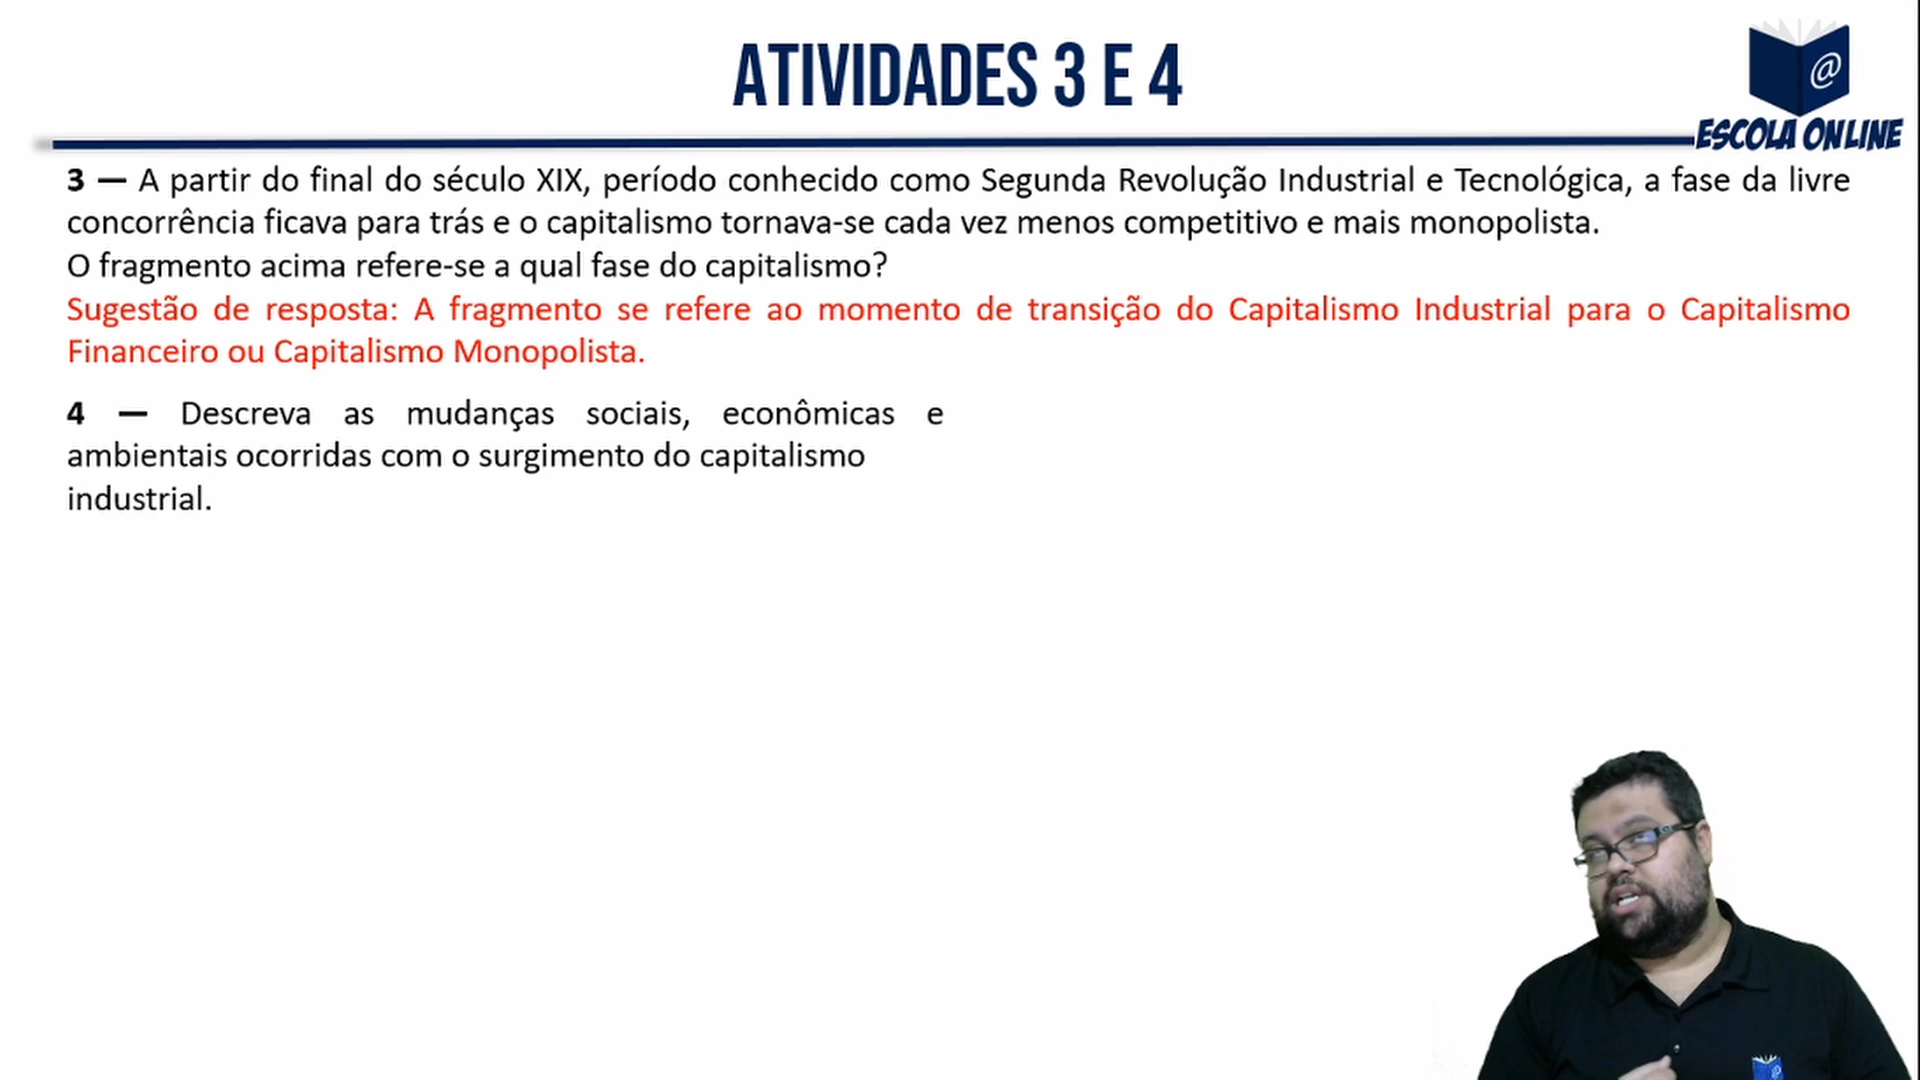 ATIVIDADES 3 E 4
@
ESCOLA ONLINE
3 — A partir do final do século XIX, período conhecido como Segunda Revolução Industrial e Tecnológica, a fase da livre
concorrência ficava para trás e o capitalismo tornava-se cada vez menos competitivo e mais monopolista.
O fragmento acima refere-se a qual fase do capitalismo?
Sugestão de resposta: A fragmento se refere ao momento de transição do Capitalismo Industrial para o Capitalismo
Financeiro ou Capitalismo Monopolista.
4 — Descreva as mudanças sociais, econômicas e
ambientais ocorridas com o surgimento do capitalismo
industrial.